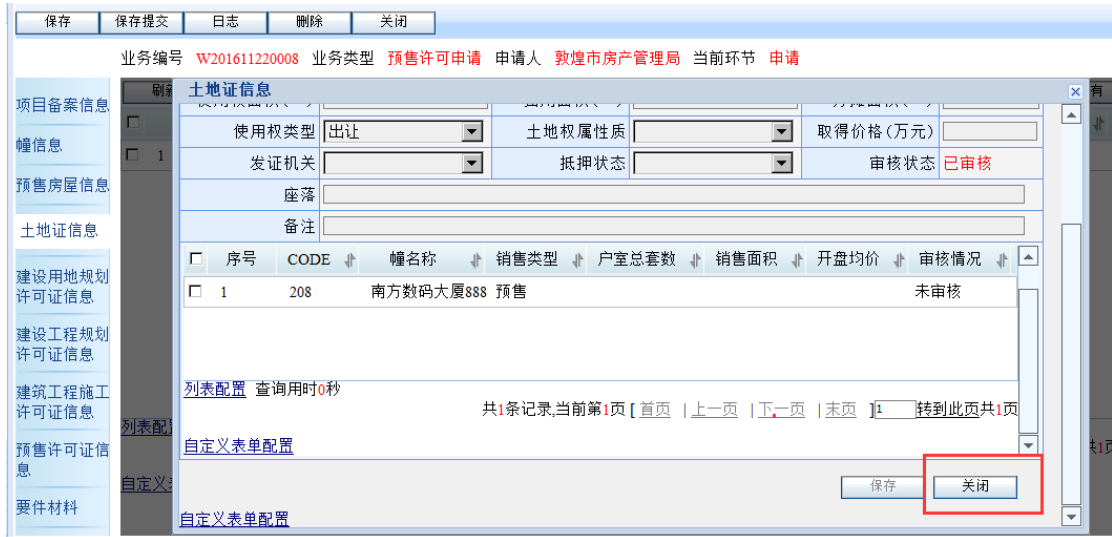 保存 保存提交 日志 删除 关闭
业务编号 W201611220008 业务类型 预售许可申请 申请人 敦煌市房产管理局 当前环节 申请
项目备案信息
幢信息
预售房屋信息
土地证信息
建设用地规划
许可证信息
建设工程规划
许可证信息
建筑工程施工
许可证信息
预售许可证信
息
要件材料
刷新
有
1
列表配
自定义
共1页
土地证信息
使用权类型 出让 土地权属性质 取得价格(万元)
发证机关 抵押状态 审核状态 已审核
座落
备注
序号 CODE 幢名称 销售类型 户室总套数 销售面积 开盘均价 审核情况
1 208 南方数码大厦888 预售 未审核
列表配置 查询用时0秒
共1条记录,当前第1页 [ 首页 | 上一页 | 下一页 | 末页 ]1 转到此页共1页
自定义表单配置
保存 关闭
自定义表单配置